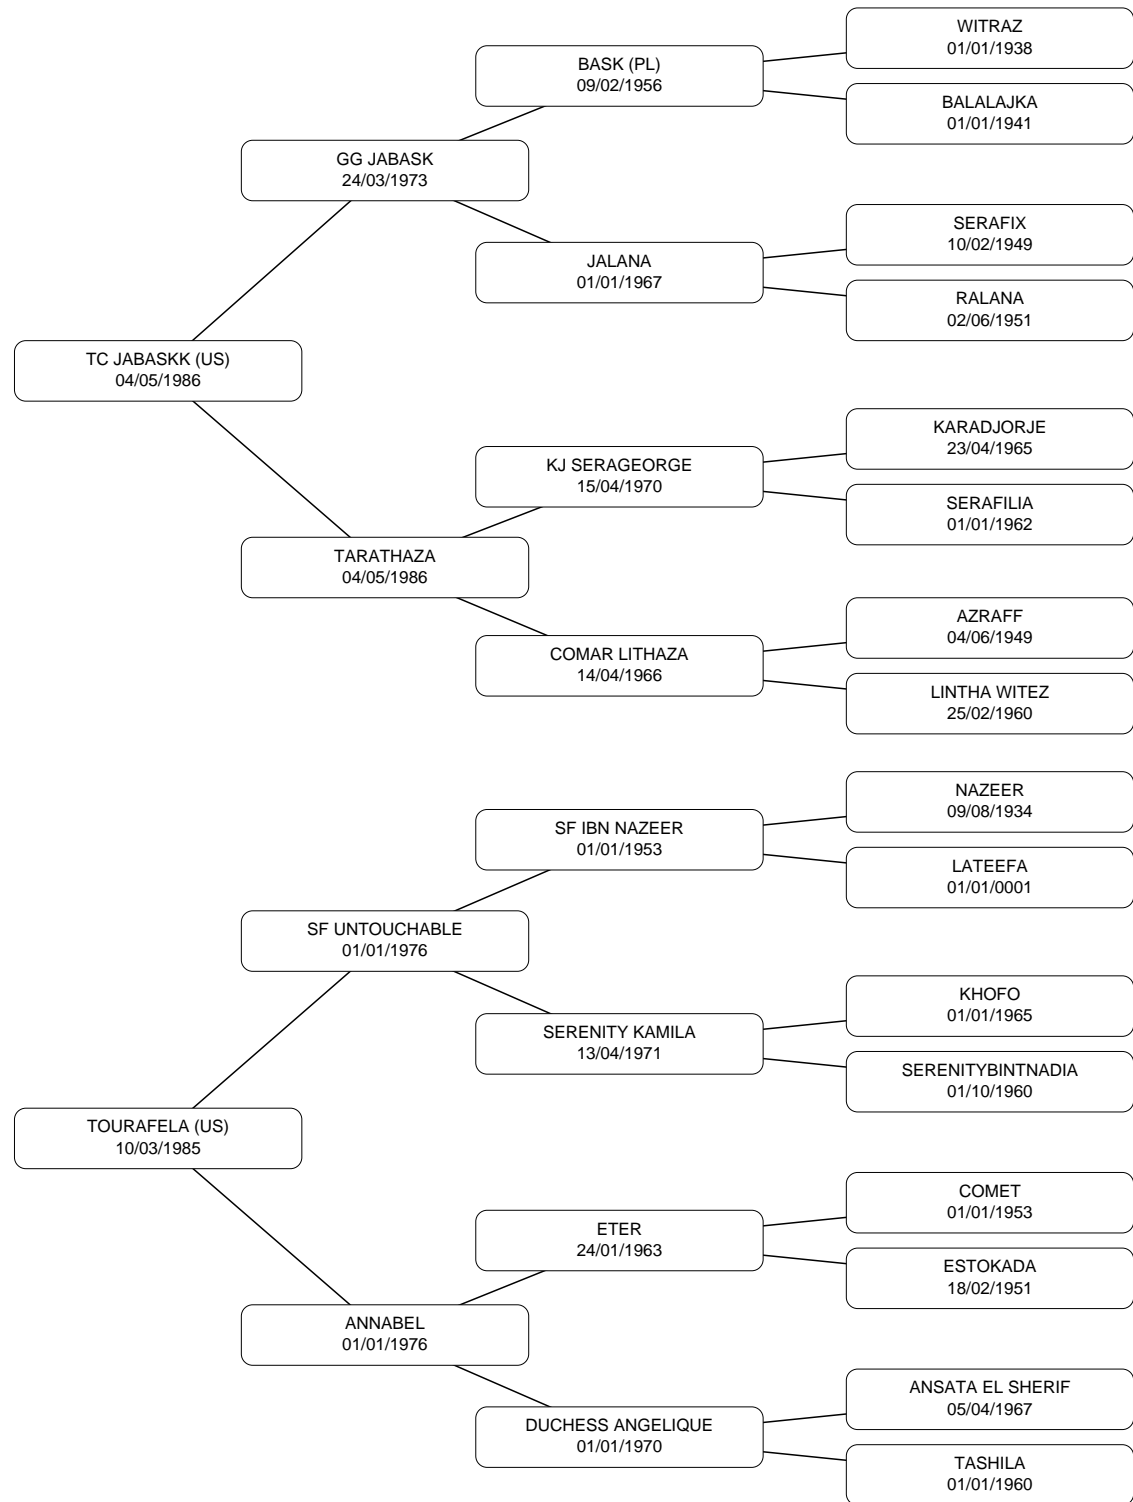 WITRAZ
01/01/1938
BASK (PL)
09/02/1956
BALALAJKA
01/01/1941
GG JABASK
24/03/1973
SERAFIX
10/02/1949
JALANA
01/01/1967
RALANA
02/06/1951
TC JABASKK (US)
04/05/1986
KARADJORJE
23/04/1965
KJ SERAGEORGE
15/04/1970
SERAFILIA
01/01/1962
TARATHAZA
04/05/1986
AZRAFF
04/06/1949
COMAR LITHAZA
14/04/1966
LINTHA WITEZ
25/02/1960
NAZEER
09/08/1934
SF IBN NAZEER
01/01/1953
LATEEFA
01/01/0001
SF UNTOUCHABLE
01/01/1976
KHOFO
01/01/1965
SERENITY KAMILA
13/04/1971
SERENITYBINTNADIA
01/10/1960
TOURAFELA (US)
10/03/1985
COMET
01/01/1953
ETER
24/01/1963
ESTOKADA
18/02/1951
ANNABEL
01/01/1976
ANSATA EL SHERIF
05/04/1967
DUCHESS ANGELIQUE
01/01/1970
TASHILA
01/01/1960